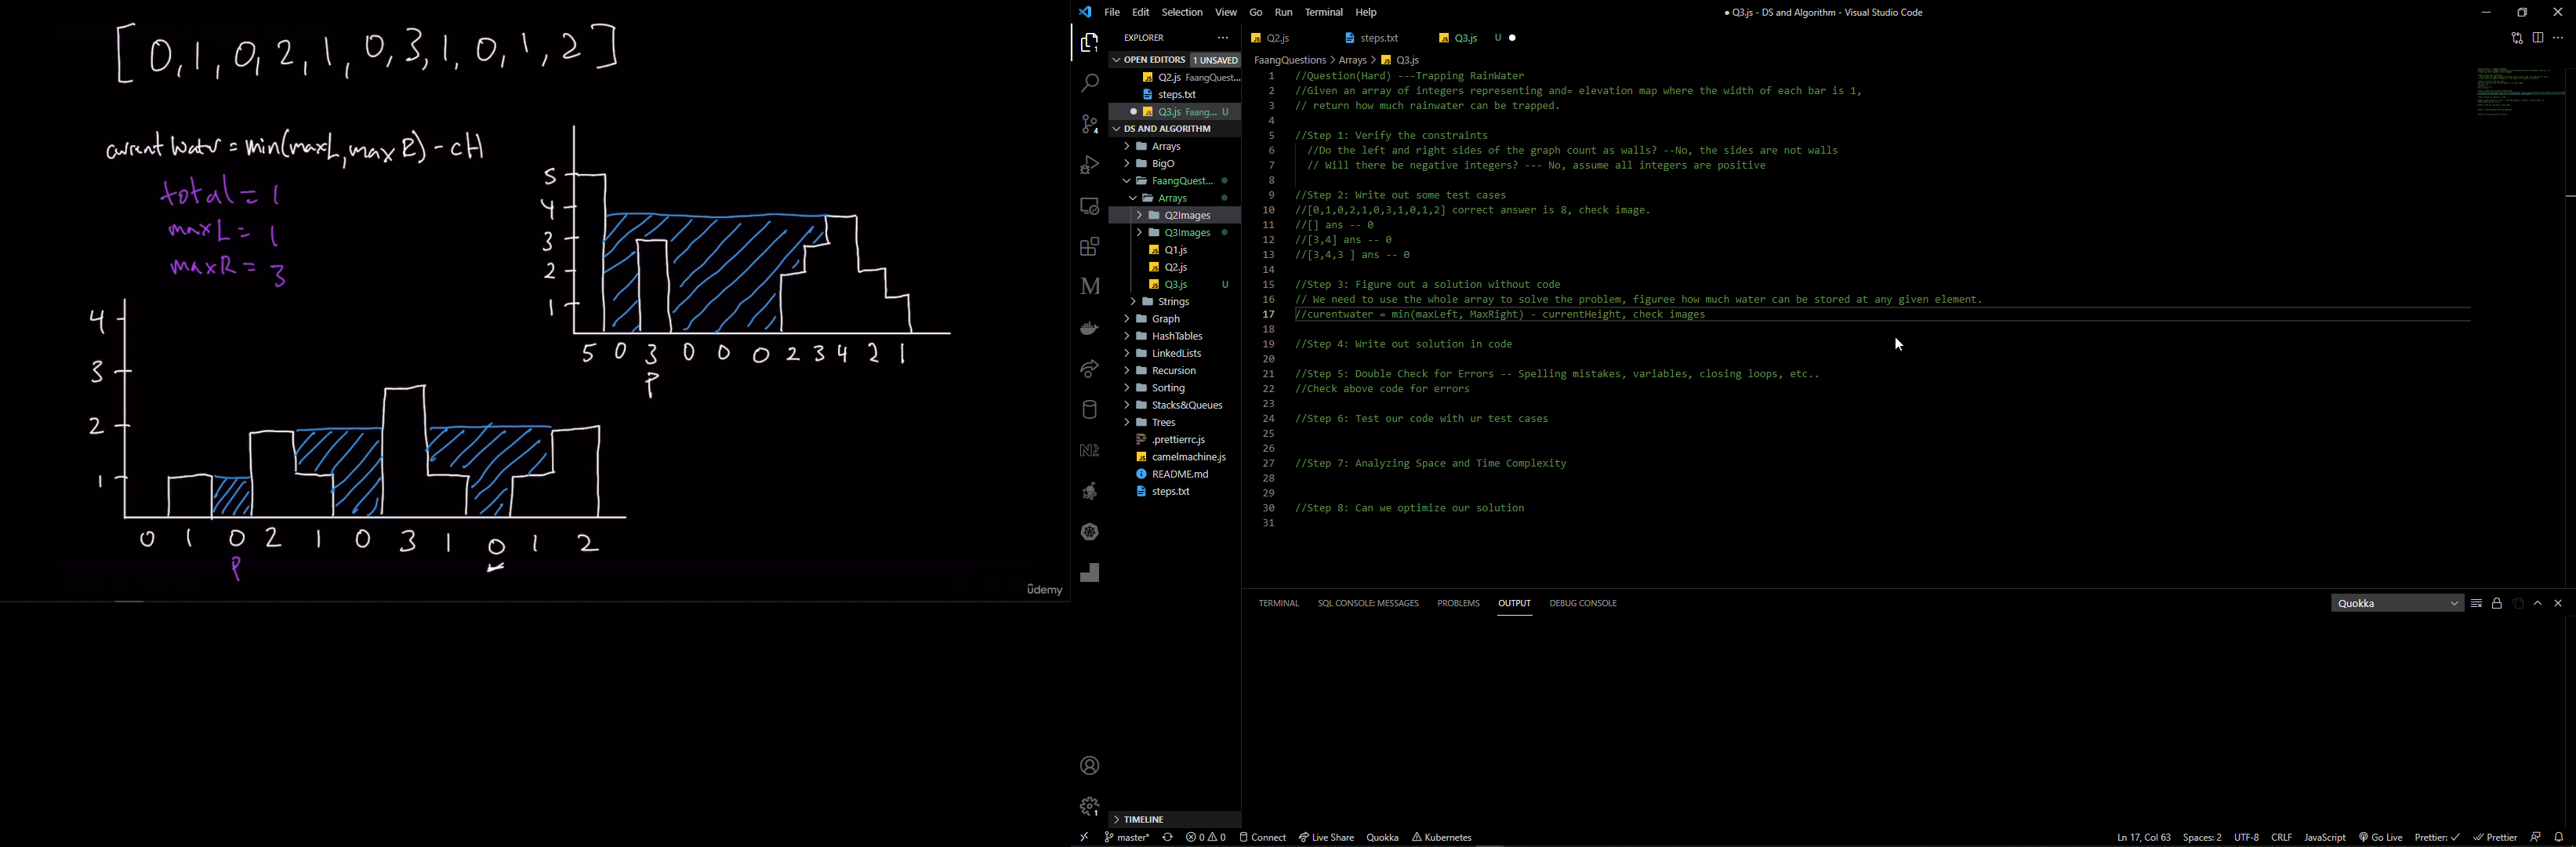 [0,1,0,2,1,0,3,1,0,1,2]
current water = min(maxL, maxR) - cH
total = 1
maxL = 1
maxR = 3
5
4
3
2
1
5 0 3 0 0 0 2 3 4 2 1
P
4
3
2
1
0 1 0 2 1 0 3 1 0 1 2
P
ûdemy
File Edit Selection View Go Run Terminal Help
● Q3.js - DS and Algorithm - Visual Studio Code
EXPLORER
OPEN EDITORS 1 UNSAVED
Q2.js FaangQuest...
steps.txt
Q3.js Faang... U
DS AND ALGORITHM
Arrays
BigO
FaangQuest...
Arrays
Q2Images
Q3Images
Q1.js
Q2.js
Q3.js U
Strings
Graph
HashTables
LinkedLists
Recursion
Sorting
Stacks&Queues
Trees
.prettierrc.js
camelmachine.js
README.md
steps.txt
TIMELINE
Q2.js steps.txt Q3.js U
FaangQuestions > Arrays > Q3.js
1 //Question(Hard) ---Trapping RainWater
2 //Given an array of integers representing and= elevation map where the width of each bar is 1,
3 // return how much rainwater can be trapped.
4
5 //Step 1: Verify the constraints
6 //Do the left and right sides of the graph count as walls? --No, the sides are not walls
7 // Will there be negative integers? --- No, assume all integers are positive
8
9 //Step 2: Write out some test cases
10 //[0,1,0,2,1,0,3,1,0,1,2] correct answer is 8, check image.
11 //[] ans -- 0
12 //[3,4] ans -- 0
13 //[3,4,3 ] ans -- 0
14
15 //Step 3: Figure out a solution without code
16 // We need to use the whole array to solve the problem, figuree how much water can be stored at any given element.
17 //curentwater = min(maxLeft, MaxRight) - currentHeight, check images
18
19 //Step 4: Write out solution in code
20
21 //Step 5: Double Check for Errors -- Spelling mistakes, variables, closing loops, etc..
22 //Check above code for errors
23
24 //Step 6: Test our code with ur test cases
25
26
27 //Step 7: Analyzing Space and Time Complexity
28
29
30 //Step 8: Can we optimize our solution
31
TERMINAL SQL CONSOLE: MESSAGES PROBLEMS OUTPUT DEBUG CONSOLE
Quokka
master* 0 0 Connect Live Share Quokka Kubernetes
Ln 17, Col 63 Spaces: 2 UTF-8 CRLF JavaScript Go Live Prettier: ✓ Prettier